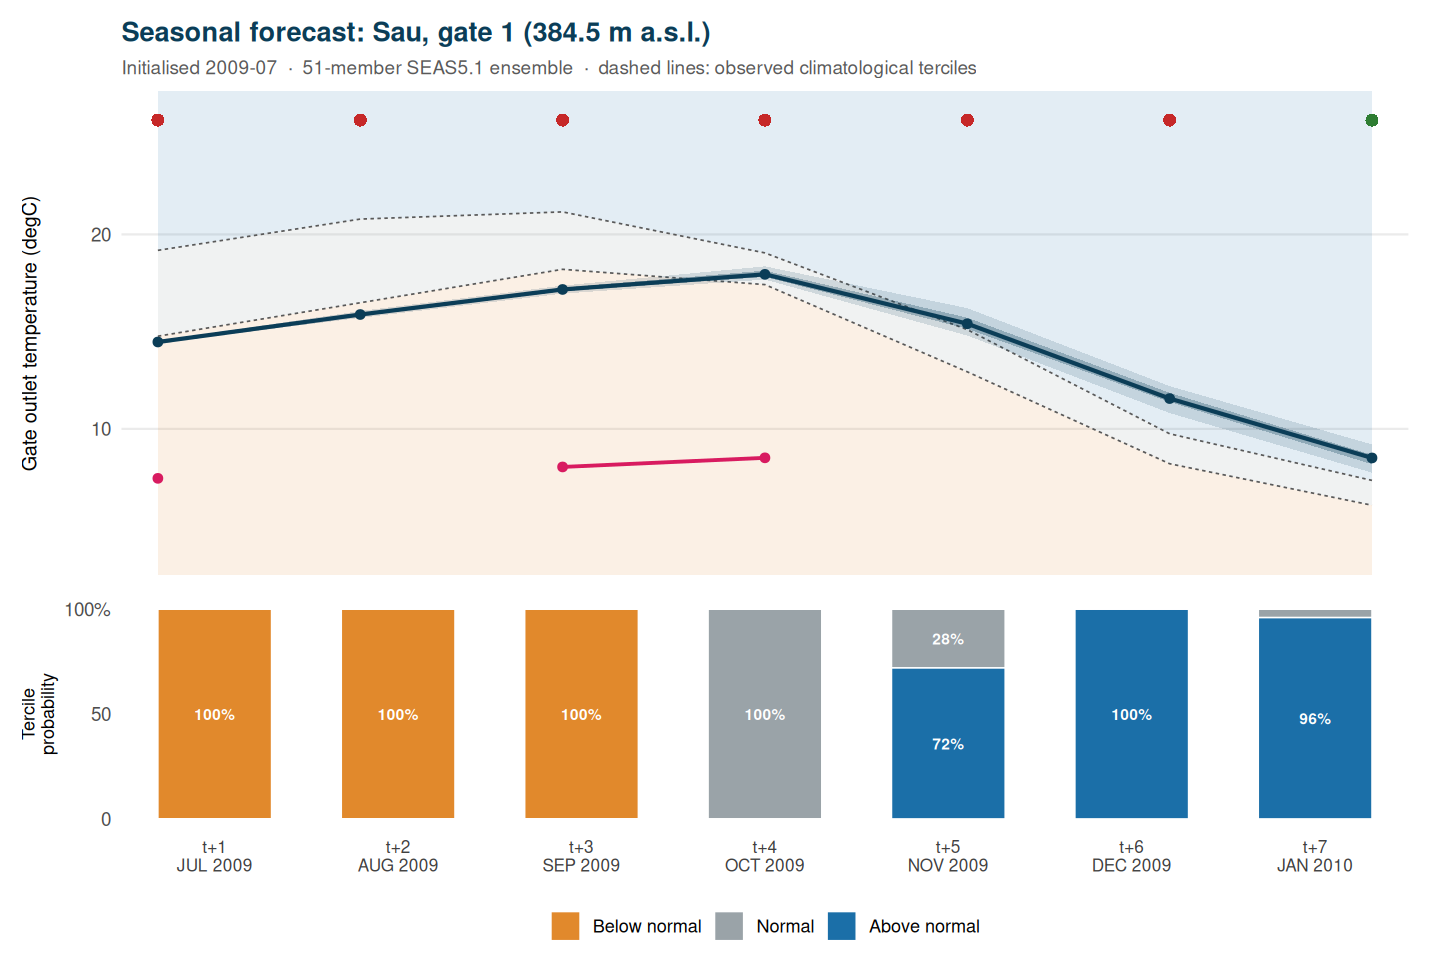 Seasonal forecast: Sau, gate 1 (384.5 m a.s.l.)
Initialised 2009-07 · 51-member SEAS5.1 ensemble · dashed lines: observed climatological terciles
Gate outlet temperature (degC)
20
10
Tercile
probability
100%
50
0
100%
100%
100%
100%
28%
72%
100%
96%
t+1
JUL 2009
t+2
AUG 2009
t+3
SEP 2009
t+4
OCT 2009
t+5
NOV 2009
t+6
DEC 2009
t+7
JAN 2010
Below normal
Normal
Above normal